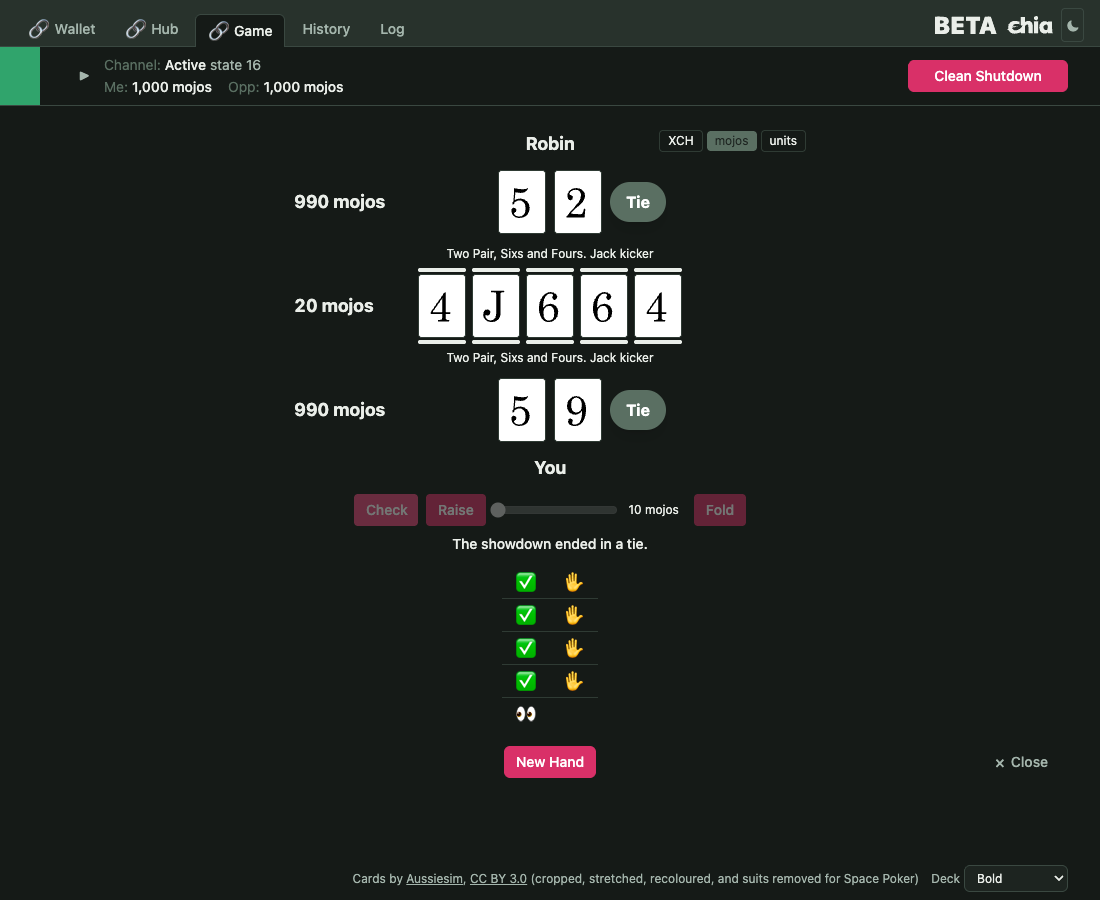 Wallet Hub Game History Log BETA chia
Channel: Active state 16
Me: 1,000 mojos Opp: 1,000 mojos
Clean Shutdown
Robin XCH mojos units
990 mojos 5 2 Tie
Two Pair, Sixs and Fours. Jack kicker
20 mojos 4 J 6 6 4
Two Pair, Sixs and Fours. Jack kicker
990 mojos 5 9 Tie
You
Check Raise 10 mojos Fold
The showdown ended in a tie.
New Hand × Close
Cards by Aussiesim, CC BY 3.0 (cropped, stretched, recoloured, and suits removed for Space Poker) Deck Bold